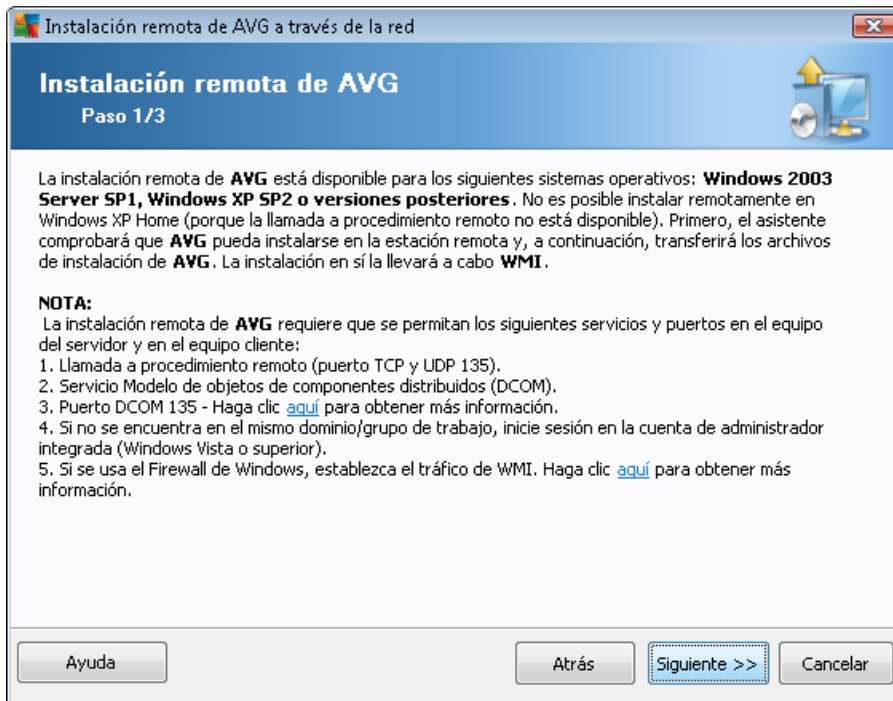 Instalación remota de AVG a través de la red
Instalación remota de AVG
Paso 1/3
La instalación remota de AVG está disponible para los siguientes sistemas operativos: Windows 2003
Server SP1, Windows XP SP2 o versiones posteriores. No es posible instalar remotamente en
Windows XP Home (porque la llamada a procedimiento remoto no está disponible). Primero, el asistente
comprobará que AVG pueda instalarse en la estación remota y, a continuación, transferirá los archivos
de instalación de AVG. La instalación en sí la llevará a cabo WMI.
NOTA:
La instalación remota de AVG requiere que se permitan los siguientes servicios y puertos en el equipo
del servidor y en el equipo cliente:
1. Llamada a procedimiento remoto (puerto TCP y UDP 135).
2. Servicio Modelo de objetos de componentes distribuidos (DCOM).
3. Puerto DCOM 135 - Haga clic aquí para obtener más información.
4. Si no se encuentra en el mismo dominio/grupo de trabajo, inicie sesión en la cuenta de administrador
integrada (Windows Vista o superior).
5. Si se usa el Firewall de Windows, establezca el tráfico de WMI. Haga clic aquí para obtener más
información.
Ayuda
Atrás
Siguiente >>
Cancelar